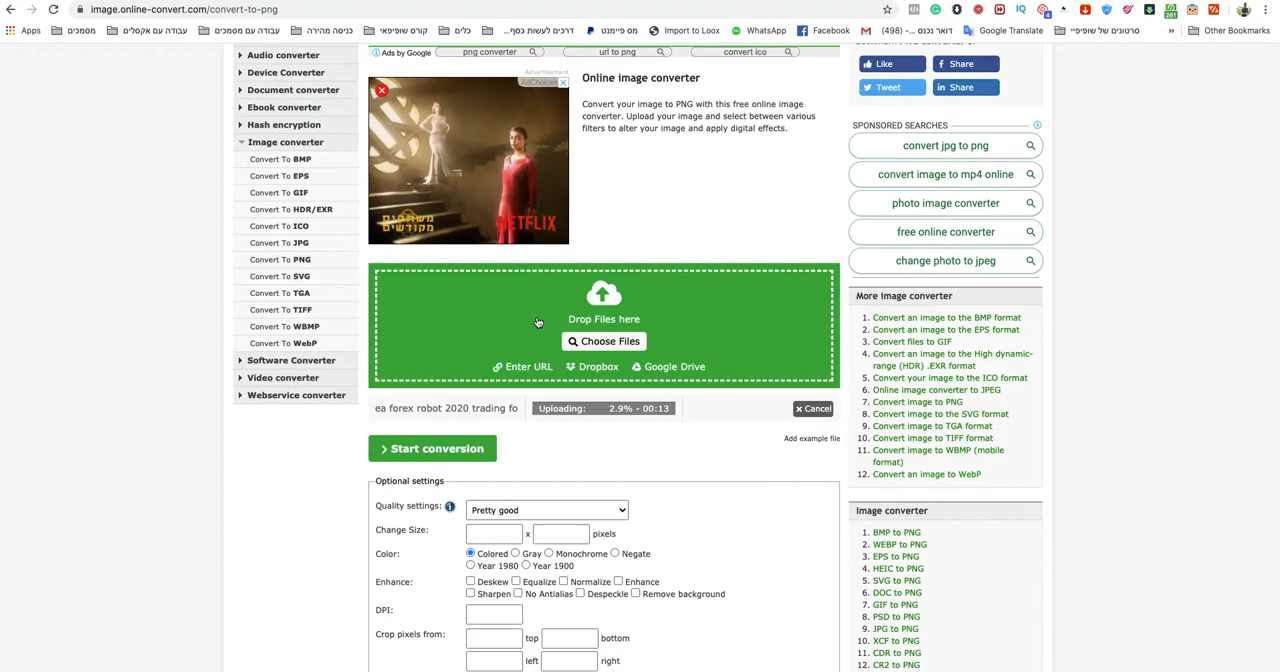 image.online-convert.com/convert-to-png
Apps
מסמכים
עבודה עם אקסלים
עבודה עם מסמכים
כניסה מהירה
קורס שופיפאי
כלים
דרכים לעשות כסף...
מס פיימנט
Import to Loox
WhatsApp
Facebook
דואר נכנס - (498)
Google Translate
סרטונים של שופיפיי
»
Other Bookmarks
Audio converter
Device Converter
Document converter
Ebook converter
Hash encryption
Image converter
Convert To BMP
Convert To EPS
Convert To GIF
Convert To HDR/EXR
Convert To ICO
Convert To JPG
Convert To PNG
Convert To SVG
Convert To TGA
Convert To TIFF
Convert To WBMP
Convert To WebP
Software Converter
Video converter
Webservice converter
Ads by Google
png converter
url to png
convert ico
Advertisement
AdChoices
משחקים
מקודשים
NETFLIX
Online image converter
Convert your image to PNG with this free online image
converter. Upload your image and select between various
filters to alter your image and apply digital effects.
Drop Files here
Choose Files
Enter URL
Dropbox
Google Drive
ea forex robot 2020 trading fo
Uploading: 2.9% - 00:13
Cancel
Start conversion
Add example file
Optional settings
Quality settings:
Pretty good
Change Size:
x
pixels
Color:
Colored Gray Monochrome Negate
Year 1980 Year 1900
Enhance:
Deskew Equalize Normalize Enhance
Sharpen No Antialias Despeckle Remove background
DPI:
Crop pixels from:
top
bottom
left
right
Like
Share
Tweet
Share
SPONSORED SEARCHES
convert jpg to png
convert image to mp4 online
photo image converter
free online converter
change photo to jpeg
More image converter
1. Convert an image to the BMP format
2. Convert an image to the EPS format
3. Convert files to GIF
4. Convert an image to the High dynamic-
range (HDR) .EXR format
5. Convert your image to the ICO format
6. Online image converter to JPEG
7. Convert image to PNG
8. Convert image to the SVG format
9. Convert image to TGA format
10. Convert image to TIFF format
11. Convert image to WBMP (mobile
format)
12. Convert an image to WebP
Image converter
1. BMP to PNG
2. WEBP to PNG
3. EPS to PNG
4. HEIC to PNG
5. SVG to PNG
6. DOC to PNG
7. GIF to PNG
8. PSD to PNG
9. JPG to PNG
10. XCF to PNG
11. CDR to PNG
12. CR2 to PNG